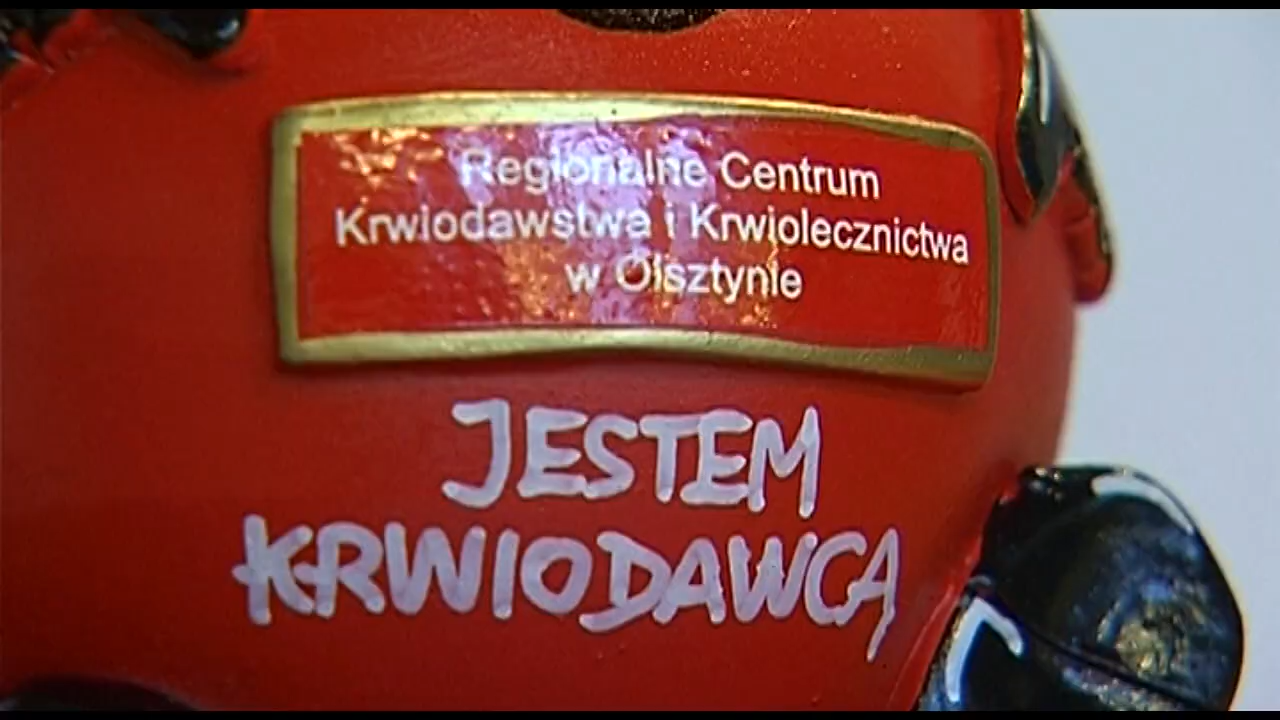 Regionalne Centrum
Krwiodawstwa i Krwiolecznictwa
w Olsztynie
JESTEM
KRWIODAWCĄ